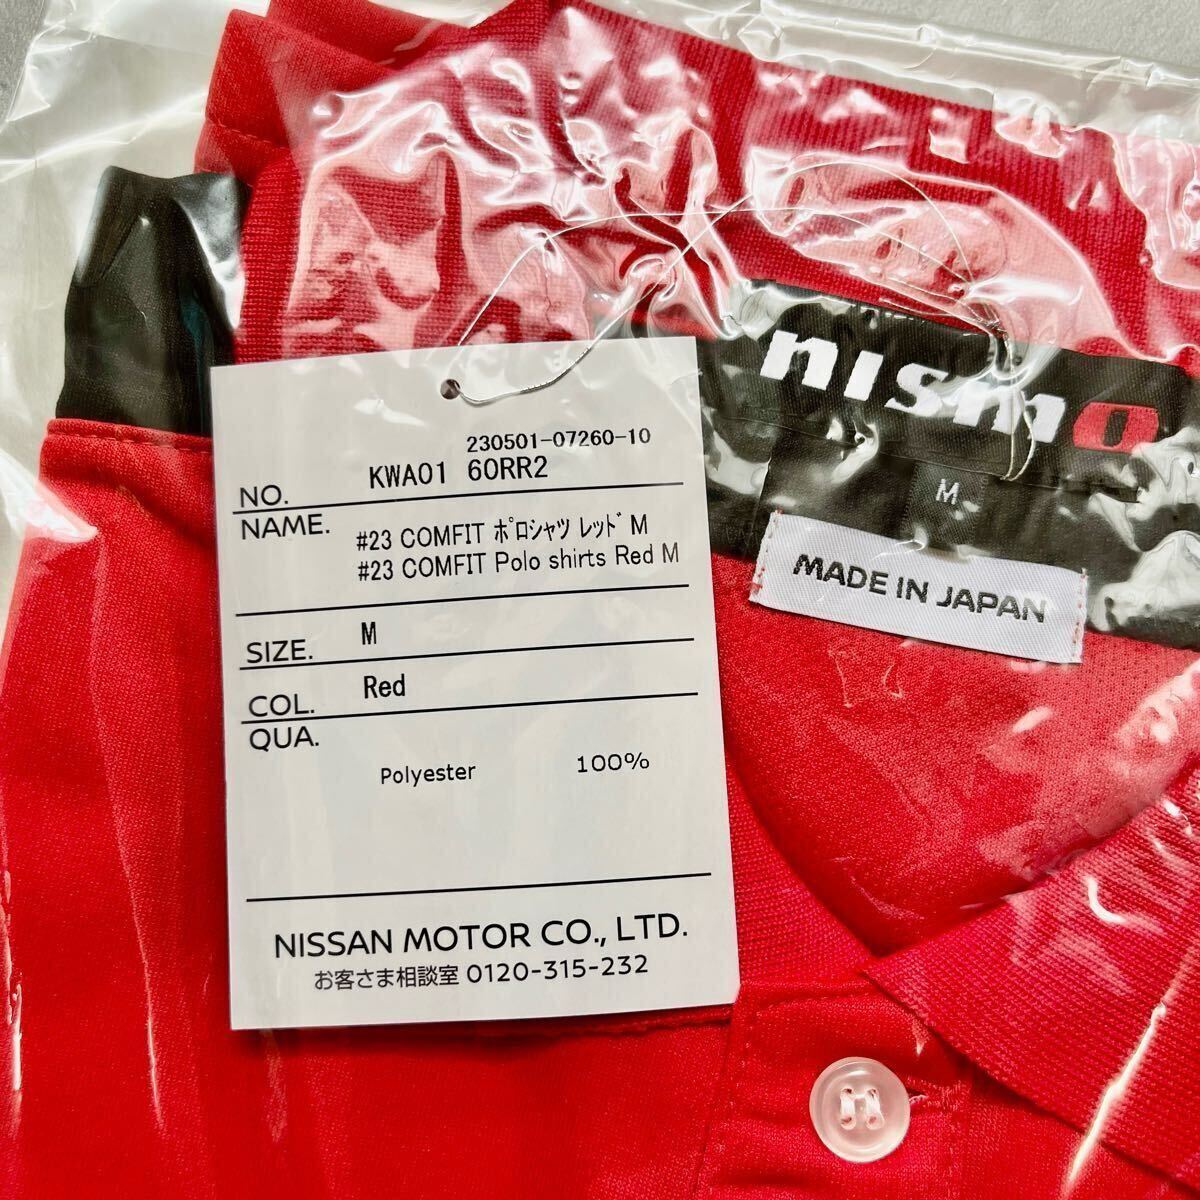 nismo
M
MADE IN JAPAN
230501-07260-10
NO. KWA01 60RR2
NAME. #23 COMFIT ﾎﾟﾛｼｬﾂ ﾚｯﾄﾞ M
#23 COMFIT Polo shirts Red M
SIZE. M
COL. Red
QUA.
Polyester 100%
NISSAN MOTOR CO., LTD.
お客さま相談室 0120-315-232